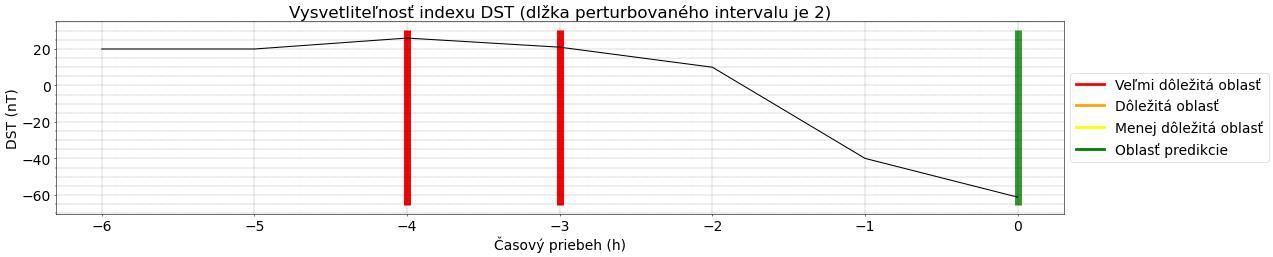 Vysvetliteľnosť indexu DST (dĺžka perturbovaného intervalu je 2)
DST (nT)
20
0
−20
−40
−60
−6 −5 −4 −3 −2 −1 0
Časový priebeh (h)
Veľmi dôležitá oblasť
Dôležitá oblasť
Menej dôležitá oblasť
Oblasť predikcie